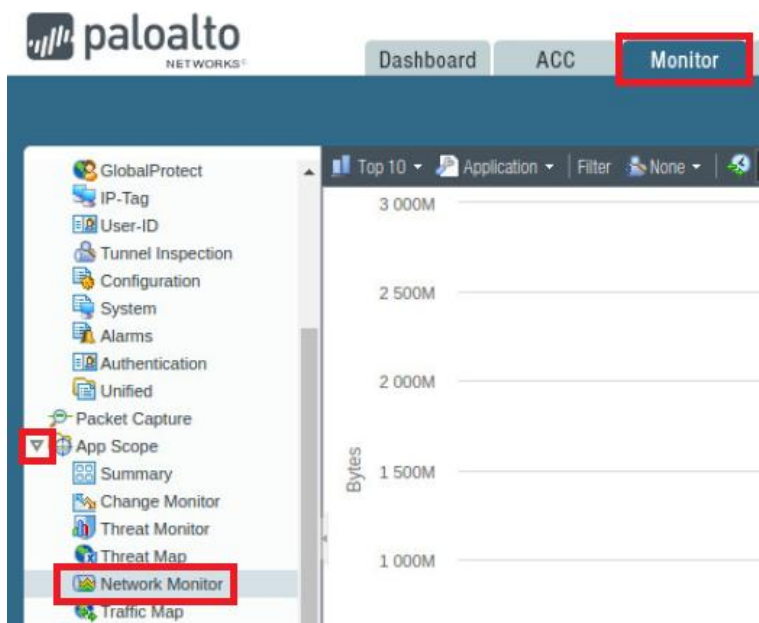 paloalto
NETWORKS®
Dashboard ACC Monitor
Top 10 Application Filter None
GlobalProtect
IP-Tag
User-ID
Tunnel Inspection
Configuration
System
Alarms
Authentication
Unified
Packet Capture
App Scope
Summary
Change Monitor
Threat Monitor
Threat Map
Network Monitor
Traffic Map
3 000M
2 500M
2 000M
1 500M
1 000M
Bytes